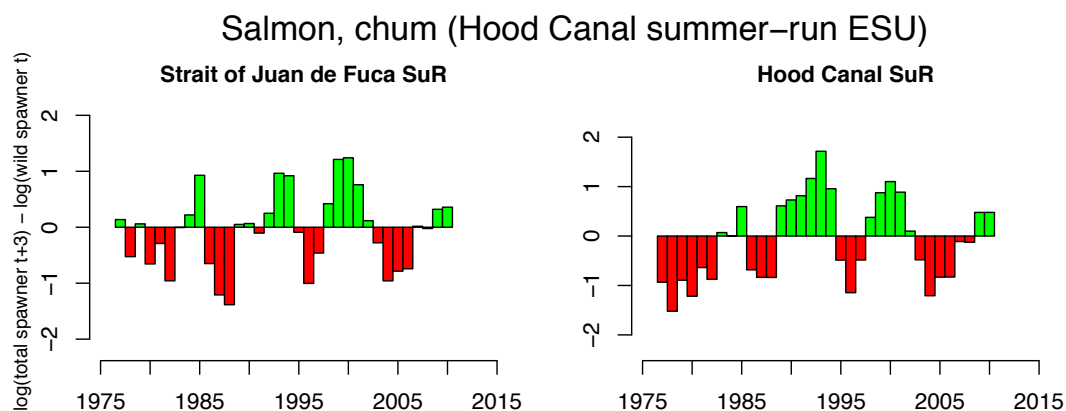 Salmon, chum (Hood Canal summer−run ESU)
Strait of Juan de Fuca SuR
Hood Canal SuR
log(total spawner t+3) − log(wild spawner t)
2
1
0
−1
−2
2
1
0
−1
−2
1975 1985 1995 2005 2015
1975 1985 1995 2005 2015